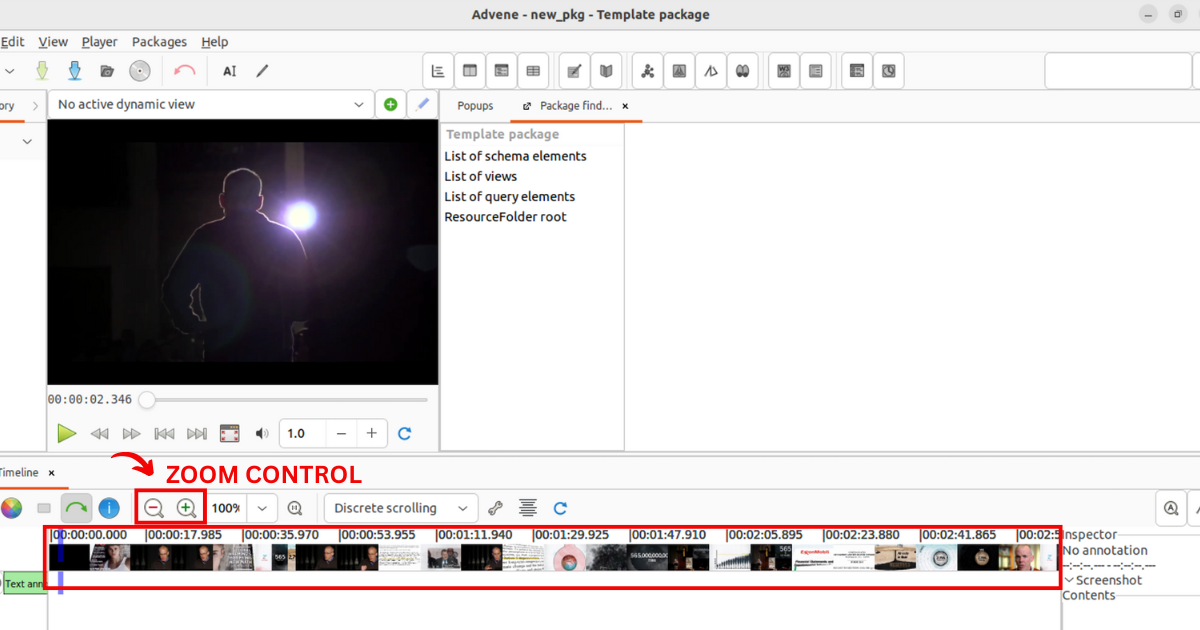 Advene - new_pkg - Template package
Edit View Player Packages Help
AI
ory
No active dynamic view
Popups
Package find...
Template package
List of schema elements
List of views
List of query elements
ResourceFolder root
00:00:02.346
1.0
Timeline
ZOOM CONTROL
100%
Discrete scrolling
00:00:00.000 00:00:17.985 00:00:35.970 00:00:53.955 00:01:11.940 00:01:29.925 00:01:47.910 00:02:05.895 00:02:23.880 00:02:41.865 00:02:5
565
565
ExxonMobil
Inspector
No annotation
--:--:--.--- - --:--:--.---
Screenshot
Contents
Text ann